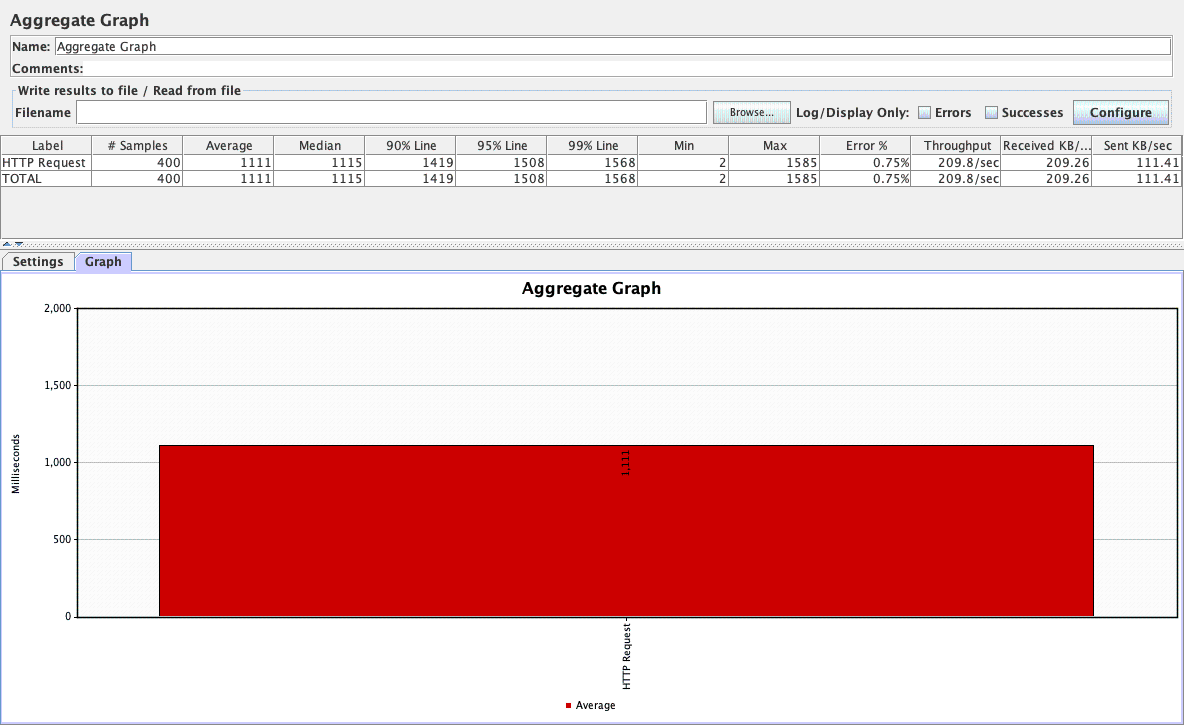 Aggregate Graph
Name: Aggregate Graph
Comments:
Write results to file / Read from file
Filename Browse... Log/Display Only: Errors Successes Configure
Label # Samples Average Median 90% Line 95% Line 99% Line Min Max Error % Throughput Received KB/... Sent KB/sec
HTTP Request 400 1111 1115 1419 1508 1568 2 1585 0.75% 209.8/sec 209.26 111.41
TOTAL 400 1111 1115 1419 1508 1568 2 1585 0.75% 209.8/sec 209.26 111.41
Settings Graph
Aggregate Graph
2,000
1,500
1,000
500
0
Milliseconds
1,111
HTTP Request
Average